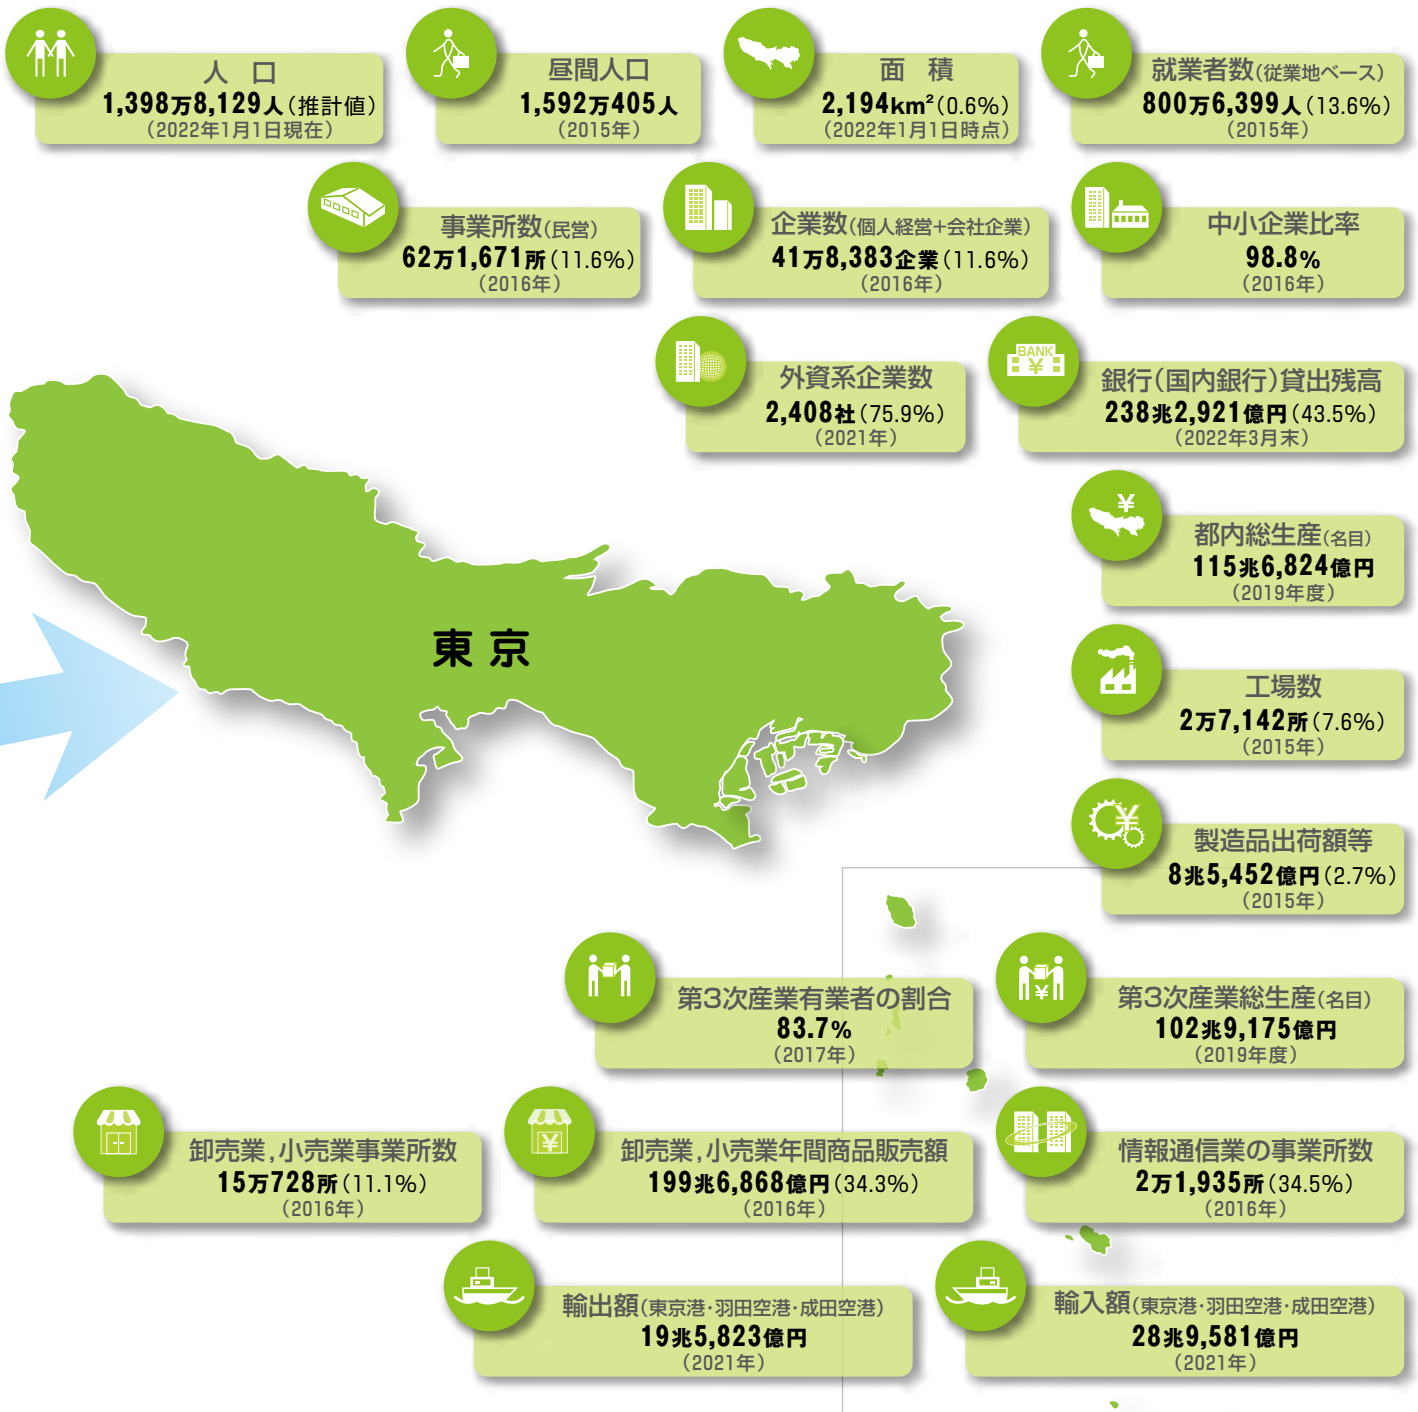 人 口
1,398万8,129人(推計値)
(2022年1月1日現在)
昼間人口
1,592万405人
(2015年)
面 積
2,194km²(0.6%)
(2022年1月1日時点)
就業者数(従業地ベース)
800万6,399人(13.6%)
(2015年)
事業所数(民営)
62万1,671所(11.6%)
(2016年)
企業数(個人経営+会社企業)
41万8,383企業(11.6%)
(2016年)
中小企業比率
98.8%
(2016年)
外資系企業数
2,408社(75.9%)
(2021年)
BANK
¥
銀行(国内銀行)貸出残高
238兆2,921億円(43.5%)
(2022年3月末)
¥
都内総生産(名目)
115兆6,824億円
(2019年度)
東京
工場数
2万7,142所(7.6%)
(2015年)
¥
製造品出荷額等
8兆5,452億円(2.7%)
(2015年)
第3次産業有業者の割合
83.7%
(2017年)
¥
第3次産業総生産(名目)
102兆9,175億円
(2019年度)
卸売業,小売業事業所数
15万728所(11.1%)
(2016年)
¥
卸売業,小売業年間商品販売額
199兆6,868億円(34.3%)
(2016年)
情報通信業の事業所数
2万1,935所(34.5%)
(2016年)
輸出額(東京港・羽田空港・成田空港)
19兆5,823億円
(2021年)
輸入額(東京港・羽田空港・成田空港)
28兆9,581億円
(2021年)